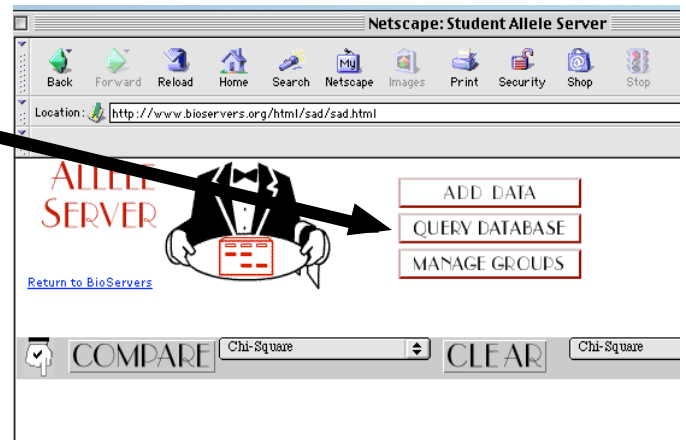 Netscape: Student Allele Server
Back Forward Reload Home Search Netscape Images Print Security Shop Stop
My
Location: http://www.bioservers.org/html/sad/sad.html
ALLELE
SERVER
ADD DATA
QUERY DATABASE
MANAGE GROUPS
Return to BioServers
COMPARE Chi-Square CLEAR Chi-Square